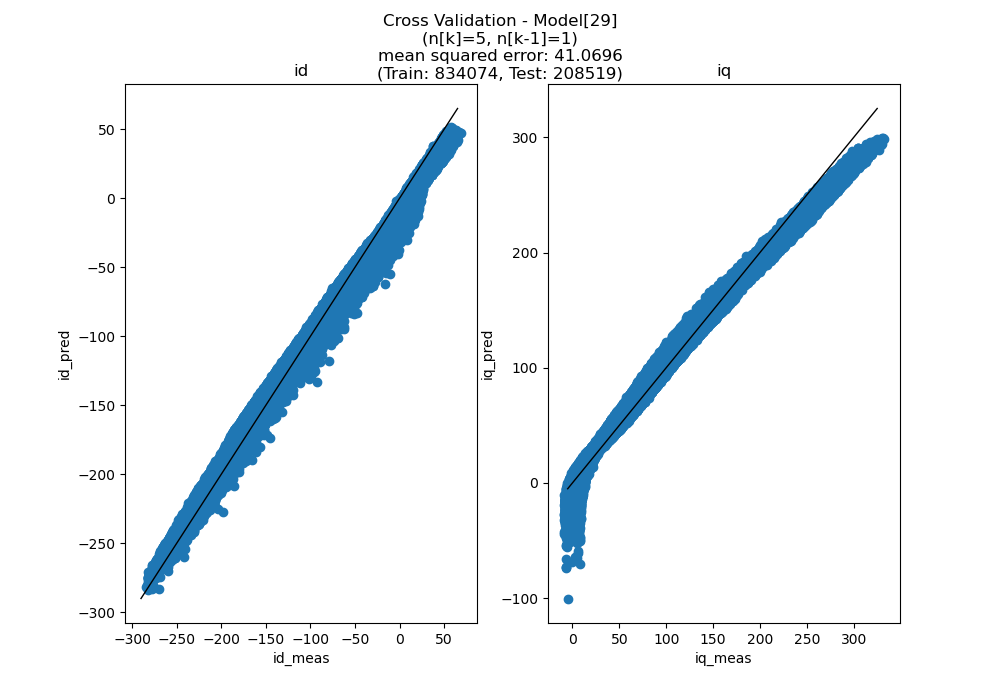 Cross Validation - Model[29]
(n[k]=5, n[k-1]=1)
mean squared error: 41.0696
(Train: 834074, Test: 208519)
id
iq
50
0
−50
−100
−150
−200
−250
−300
id_pred
−300
−250
−200
−150
−100
−50
0
50
id_meas
300
200
100
0
−100
iq_pred
0
50
100
150
200
250
300
iq_meas